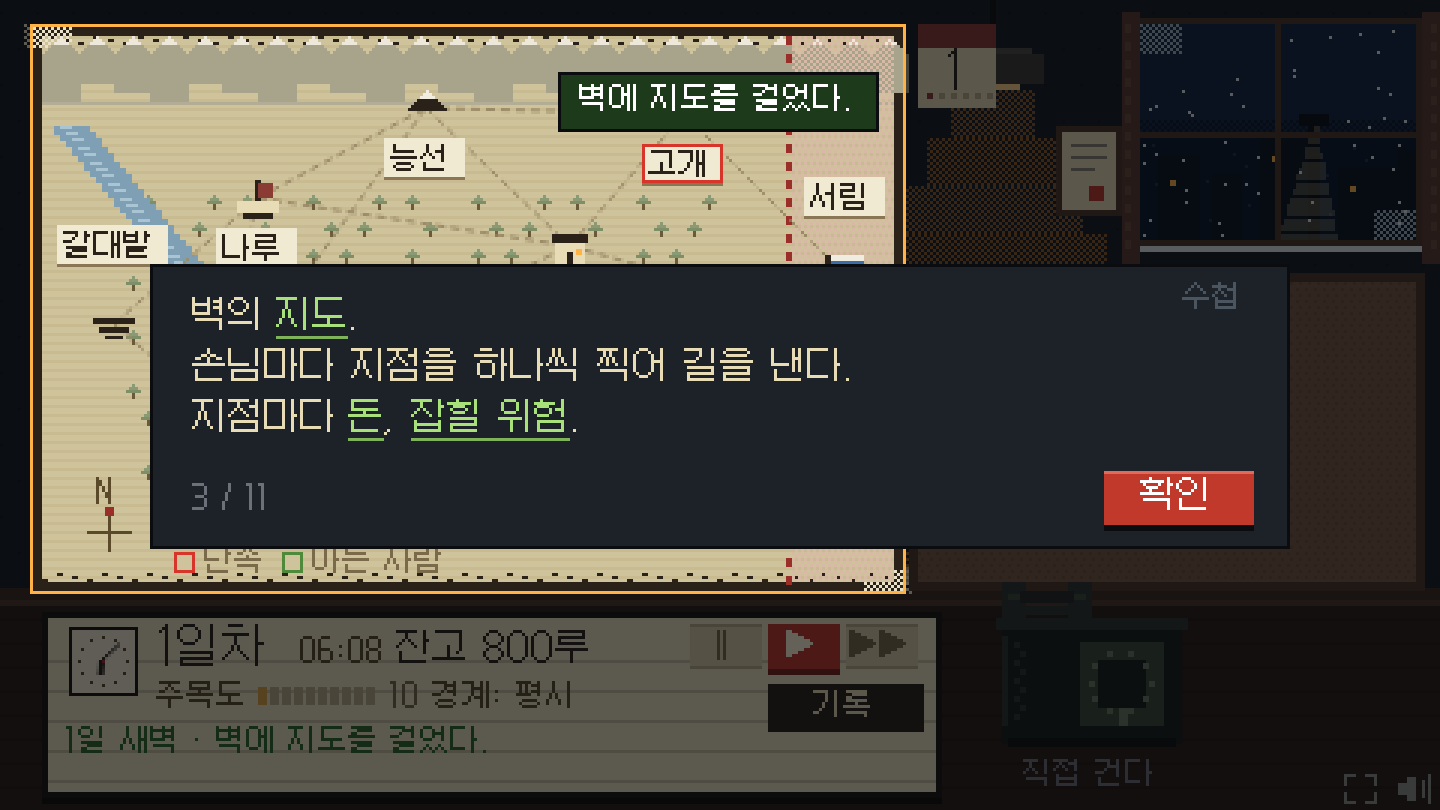 벽에 지도를 걸었다.
1
능선
고개
서림
갈대밭
나루
수첩
벽의 지도.
손님마다 지점을 하나씩 찍어 길을 낸다.
지점마다 돈, 잡힐 위험.
3 / 11
확인
N
단속 아는 사람
1일차 06:08 잔고 800루
주목도 10 경계: 평시
기록
1일 새벽 · 벽에 지도를 걸었다.
직접 건다